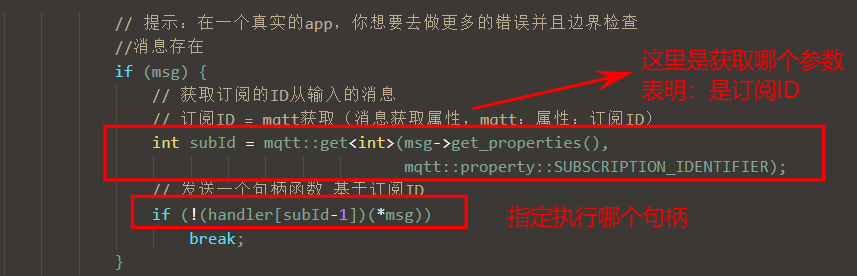 // 提示：在一个真实的app，你想要去做更多的错误并且边界检查
//消息存在
if (msg) {
// 获取订阅的ID从输入的消息
// 订阅ID = mqtt获取（消息获取属性，mqtt：属性：订阅ID）
int subId = mqtt::get<int>(msg->get_properties(),
mqtt::property::SUBSCRIPTION_IDENTIFIER);
// 发送一个句柄函数 基于订阅ID
if (!(handler[subId-1])(*msg))
break;
}
这里是获取哪个参数
表明：是订阅ID
指定执行哪个句柄